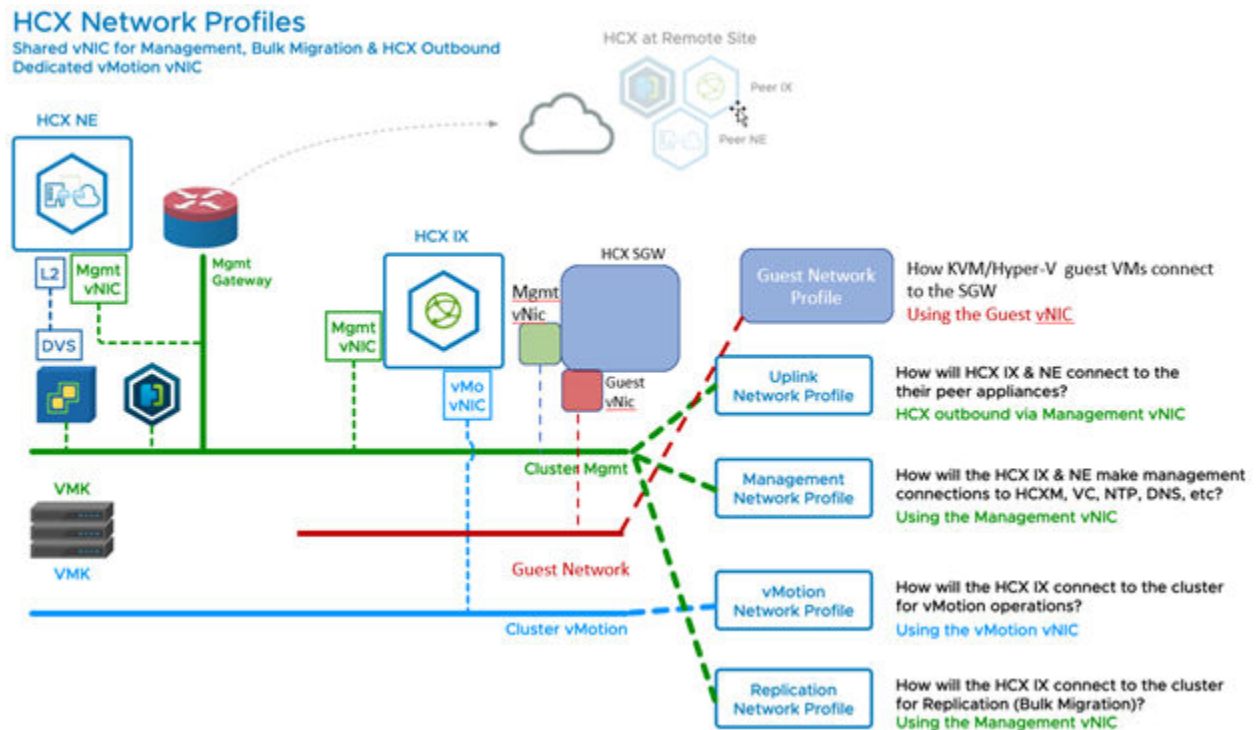 HCX Network Profiles
Shared vNIC for Management, Bulk Migration & HCX Outbound
Dedicated vMotion vNIC
HCX at Remote Site
Peer IX
Peer NE
HCX NE
L2
Mgmt
vNIC
DVS
Mgmt
Gateway
HCX IX
Mgmt
vNIC
vMo
vNIC
HCX SGW
Mgmt
vNic
Guest
vNic
Cluster Mgmt
VMK
VMK
Guest Network
Cluster vMotion
Guest Network
Profile
How KVM/Hyper-V guest VMs connect
to the SGW
Using the Guest vNIC
Uplink
Network Profile
How will HCX IX & NE connect to the
their peer appliances?
HCX outbound via Management vNIC
Management
Network Profile
How will the HCX IX & NE make management
connections to HCXM, VC, NTP, DNS, etc?
Using the Management vNIC
vMotion
Network Profile
How will the HCX IX connect to the cluster
for vMotion operations?
Using the vMotion vNIC
Replication
Network Profile
How will the HCX IX connect to the cluster
for Replication (Bulk Migration)?
Using the Management vNIC